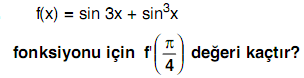 f(x) = sin 3x + sin³x
fonksiyonu için f'(π/4) değeri kaçtır?